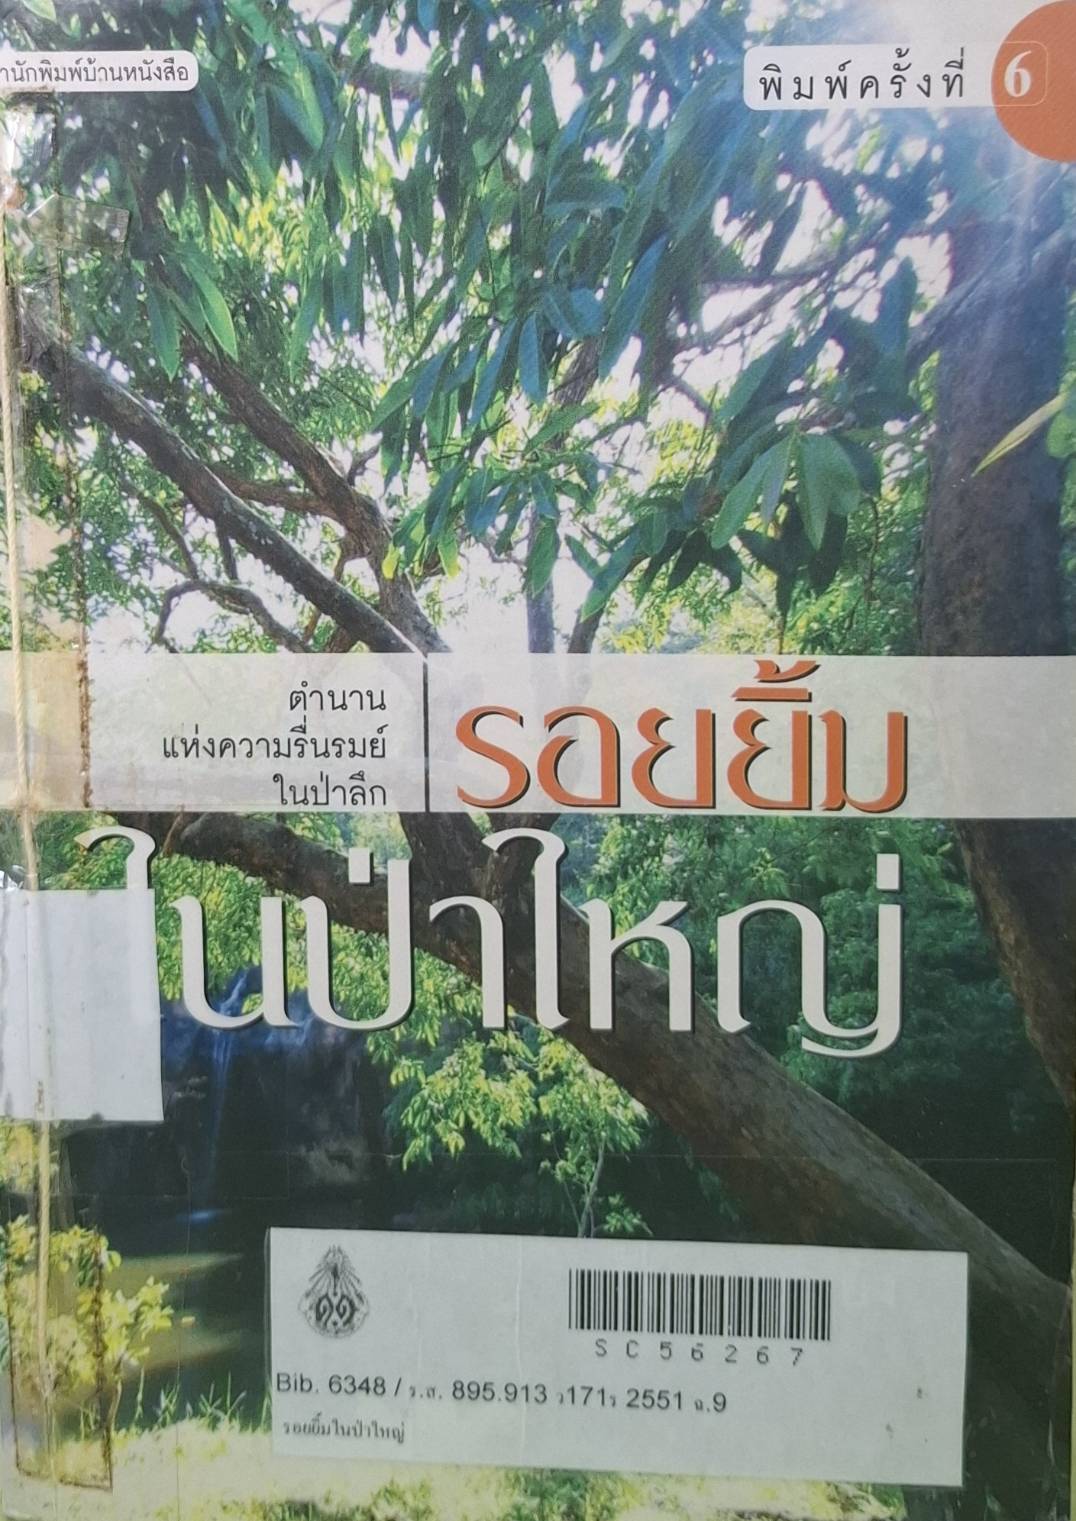 สำนักพิมพ์บ้านหนังสือ
พิมพ์ครั้งที่ 6
ตำนาน
แห่งความรื่นรมย์
ในป่าลึก
รอยยิ้ม
ในป่าใหญ่
SC56267
Bib. 6348 / ร.ส. 895.913 ว171ร 2551 ฉ.9
รอยยิ้มในป่าใหญ่